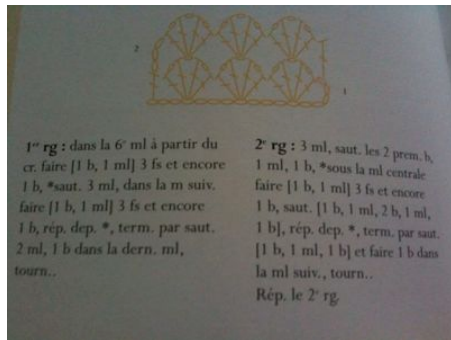 2
1
1er rg : dans la 6e ml à partir du
cr. faire [1 b, 1 ml] 3 fs et encore
1 b, *saut. 3 ml, dans la m suiv.
faire [1 b, 1 ml] 3 fs et encore
1 b, rép. dep. *, term. par saut.
2 ml, 1 b dans la dern. ml,
tourn..
2e rg : 3 ml, saut. les 2 prem. b,
1 ml, 1 b, *sous la ml centrale
faire [1 b, 1 ml] 3 fs et encore
1 b, saut. [1 b, 1 ml, 2 b, 1 ml,
1 b], rép. dep. *, term. par saut.
[1 b, 1 ml, 1 b] et faire 1 b dans
la ml suiv., tourn..
Rép. le 2e rg.